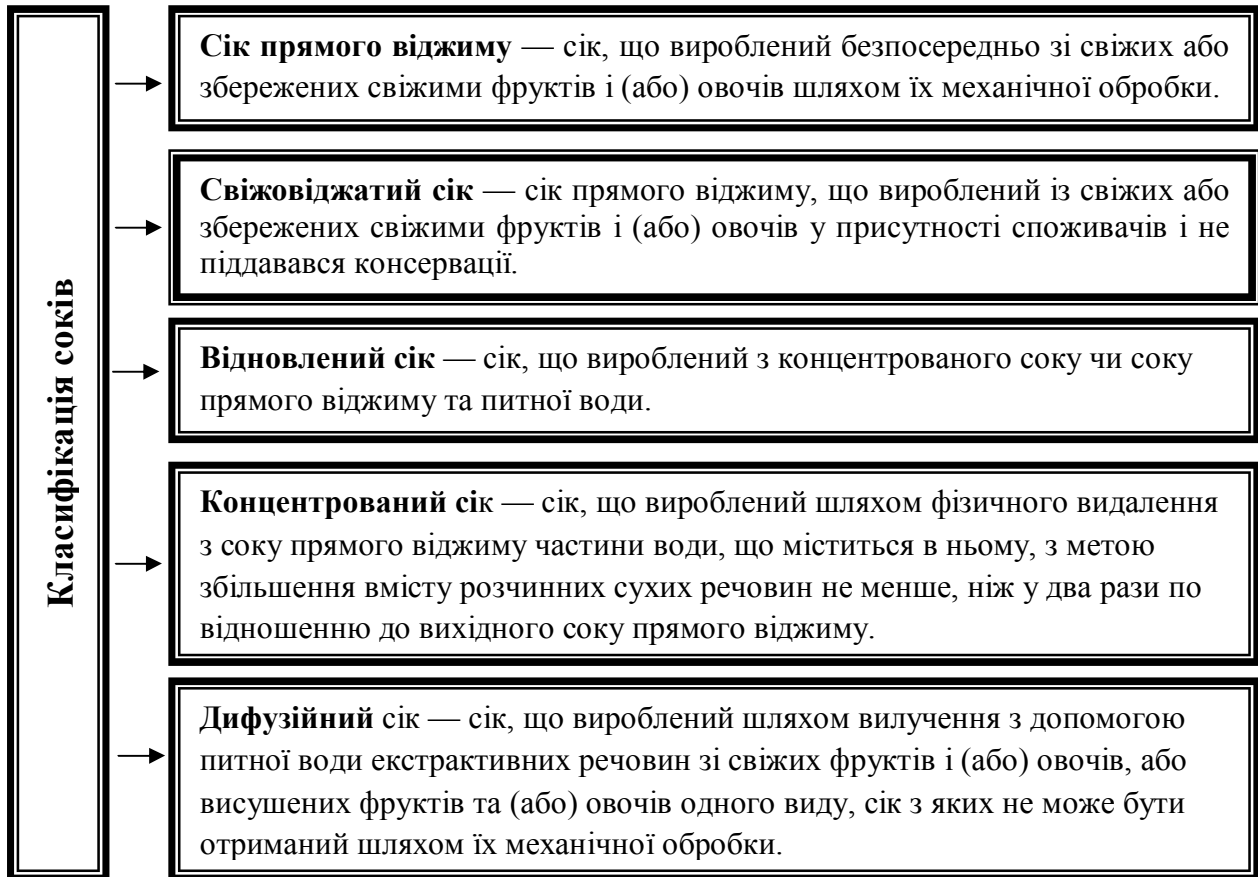 Класифікація соків
Сік прямого віджиму — сік, що вироблений безпосередньо зі свіжих або
збережених свіжими фруктів і (або) овочів шляхом їх механічної обробки.
Свіжовіджатий сік — сік прямого віджиму, що вироблений із свіжих або
збережених свіжими фруктів і (або) овочів у присутності споживачів і не
піддавався консервації.
Відновлений сік — сік, що вироблений з концентрованого соку чи соку
прямого віджиму та питної води.
Концентрований сік — сік, що вироблений шляхом фізичного видалення
з соку прямого віджиму частини води, що міститься в ньому, з метою
збільшення вмісту розчинних сухих речовин не менше, ніж у два рази по
відношенню до вихідного соку прямого віджиму.
Дифузійний сік — сік, що вироблений шляхом вилучення з допомогою
питної води екстрактивних речовин зі свіжих фруктів і (або) овочів, або
висушених фруктів та (або) овочів одного виду, сік з яких не може бути
отриманий шляхом їх механічної обробки.